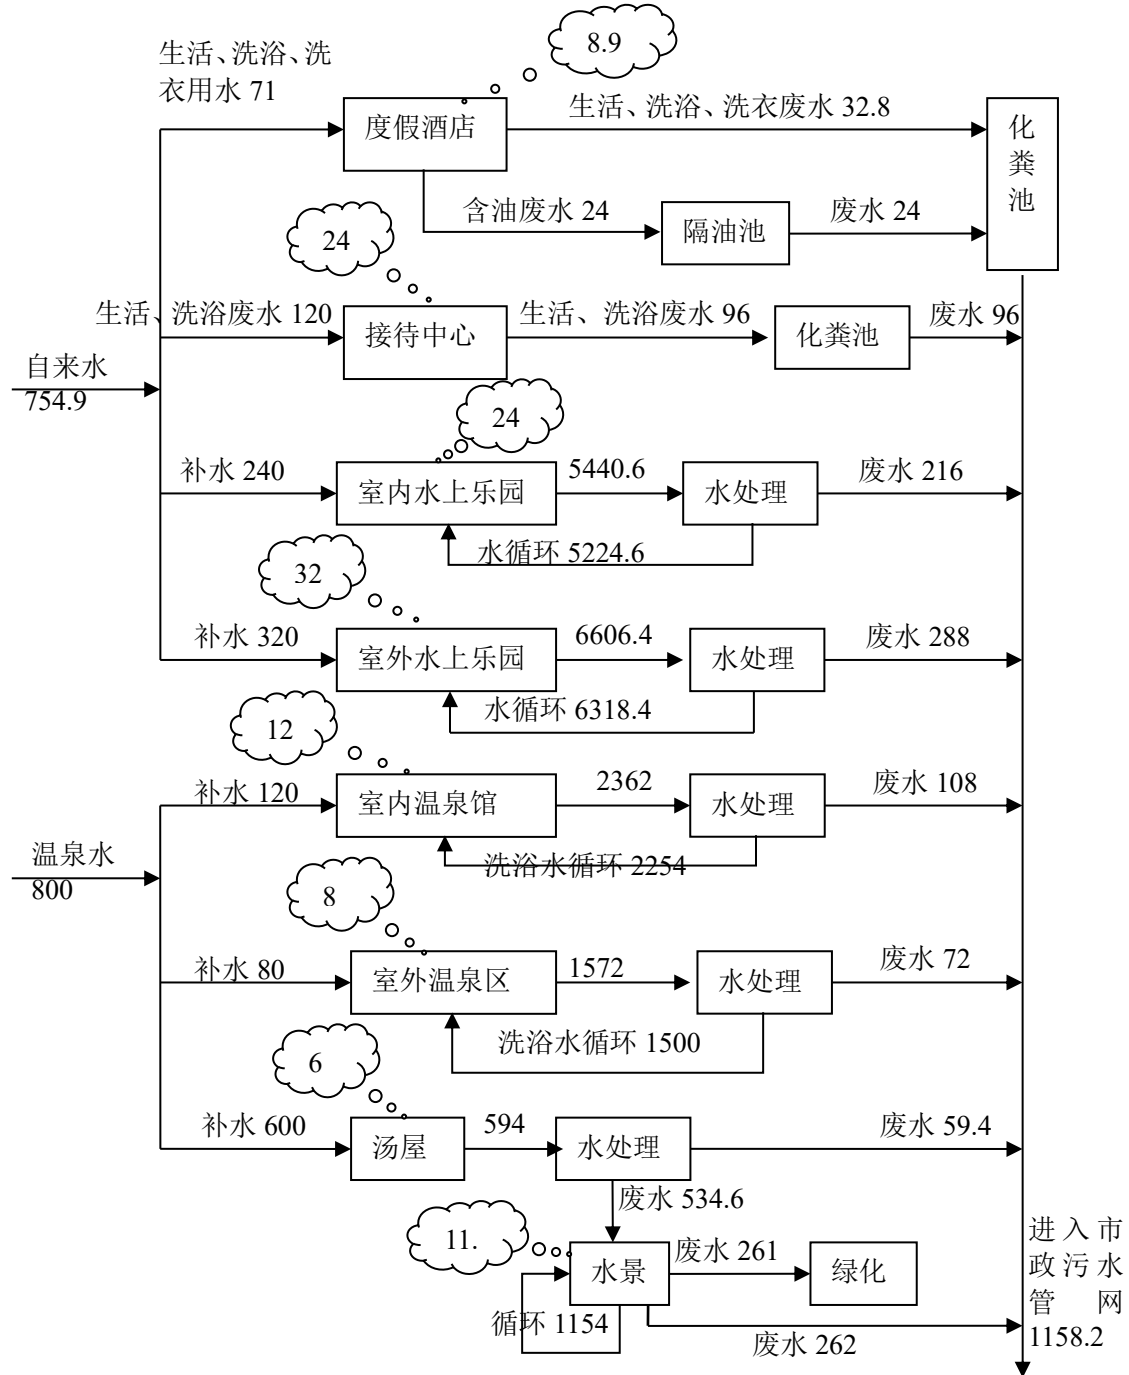 8.9
生活、洗浴、洗
衣用水 71
度假酒店
生活、洗浴、洗衣废水 32.8
化
粪
池
含油废水 24
隔油池
废水 24
24
生活、洗浴废水 120
接待中心
生活、洗浴废水 96
化粪池
废水 96
自来水
754.9
24
补水 240
室内水上乐园
5440.6
水处理
废水 216
水循环 5224.6
32
补水 320
室外水上乐园
6606.4
水处理
废水 288
水循环 6318.4
12
补水 120
室内温泉馆
2362
水处理
废水 108
洗浴水循环 2254
温泉水
800
8
补水 80
室外温泉区
1572
水处理
废水 72
洗浴水循环 1500
6
补水 600
汤屋
594
水处理
废水 59.4
废水 534.6
11.
水景
废水 261
绿化
循环 1154
废水 262
进入市
政污水
管 网
1158.2